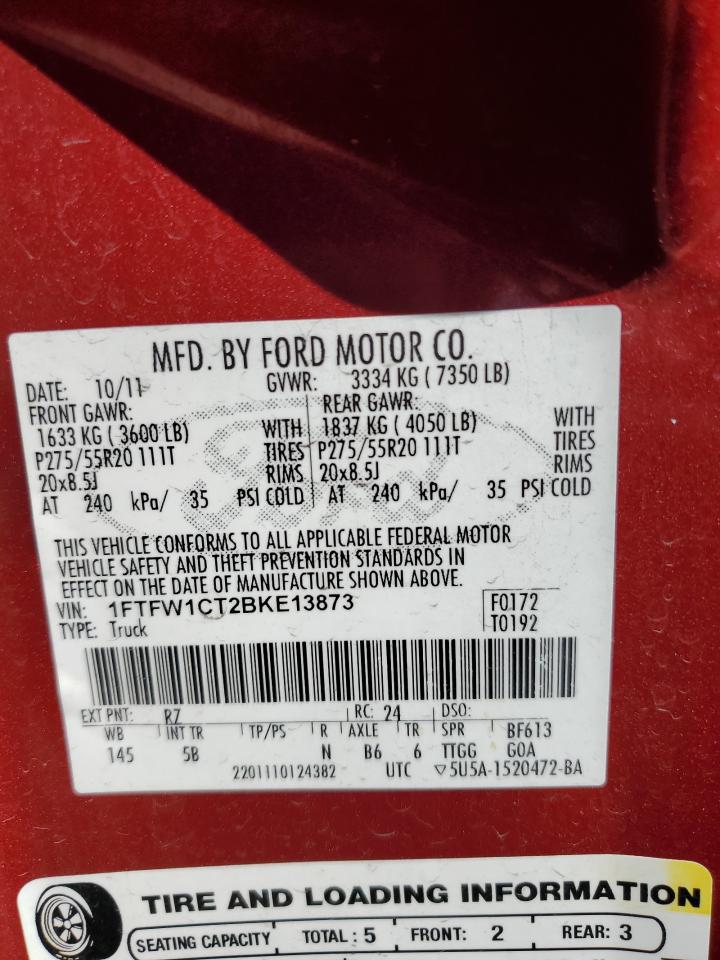 MFD. BY FORD MOTOR CO.
DATE: 10/11 GVWR: 3334 KG ( 7350 LB)
FRONT GAWR: REAR GAWR:
1633 KG ( 3600 LB) WITH 1837 KG ( 4050 LB) WITH
P275/55R20 111T TIRES P275/55R20 111T TIRES
20x8.5J RIMS 20x8.5J RIMS
AT 240 kPa/ 35 PSI COLD AT 240 kPa/ 35 PSI COLD
THIS VEHICLE CONFORMS TO ALL APPLICABLE FEDERAL MOTOR
VEHICLE SAFETY AND THEFT PREVENTION STANDARDS IN
EFFECT ON THE DATE OF MANUFACTURE SHOWN ABOVE.
VIN: 1FTFW1CT2BKE13873 F0172
TYPE: Truck T0192
EXT PNT: RZ RC: 24 DSO:
WB INT TR TP/PS R AXLE TR SPR BF613
145 5B N B6 6 TTGG GOA
2201110124382 UTC ▽5U5A-1520472-BA
TIRE AND LOADING INFORMATION
SEATING CAPACITY TOTAL : 5 FRONT: 2 REAR: 3